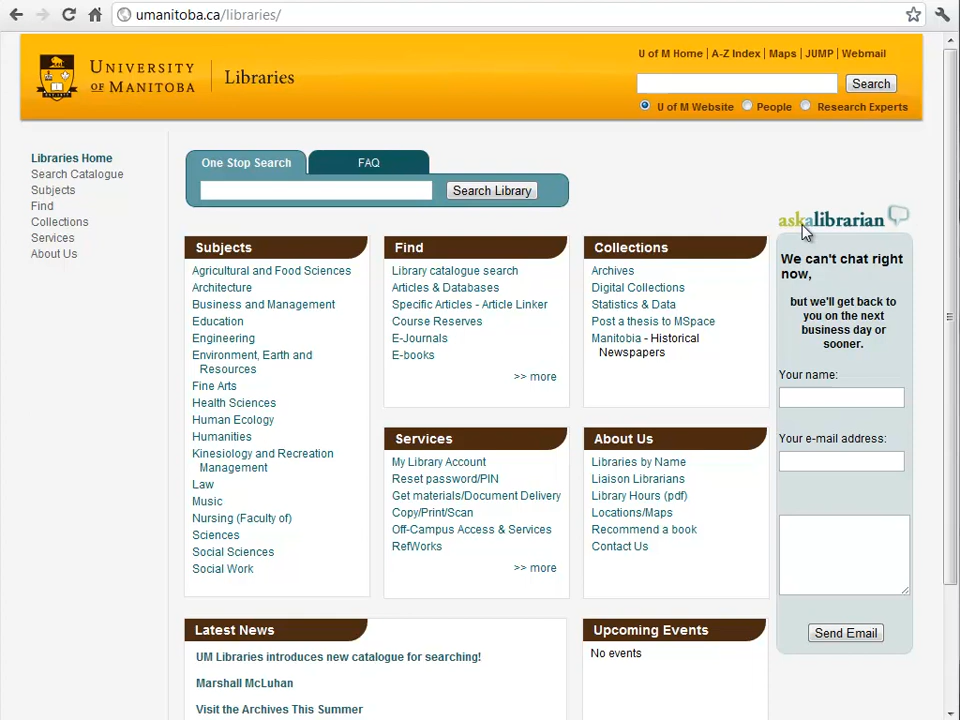 umanitoba.ca/libraries/
U of M Home | A-Z Index | Maps | JUMP | Webmail
UNIVERSITY
OF MANITOBA
Libraries
Search
U of M Website People Research Experts
Libraries Home
Search Catalogue
Subjects
Find
Collections
Services
About Us
One Stop Search
FAQ
Search Library
Subjects
Agricultural and Food Sciences
Architecture
Business and Management
Education
Engineering
Environment, Earth and
Resources
Fine Arts
Health Sciences
Human Ecology
Humanities
Kinesiology and Recreation
Management
Law
Music
Nursing (Faculty of)
Sciences
Social Sciences
Social Work
Find
Library catalogue search
Articles & Databases
Specific Articles - Article Linker
Course Reserves
E-Journals
E-books
>> more
Collections
Archives
Digital Collections
Statistics & Data
Post a thesis to MSpace
Manitobia - Historical
Newspapers
Services
My Library Account
Reset password/PIN
Get materials/Document Delivery
Copy/Print/Scan
Off-Campus Access & Services
RefWorks
>> more
About Us
Libraries by Name
Liaison Librarians
Library Hours (pdf)
Locations/Maps
Recommend a book
Contact Us
askalibrarian
We can't chat right
now,
but we'll get back to
you on the next
business day or
sooner.
Your name:
Your e-mail address:
Send Email
Latest News
UM Libraries introduces new catalogue for searching!
Marshall McLuhan
Visit the Archives This Summer
Upcoming Events
No events